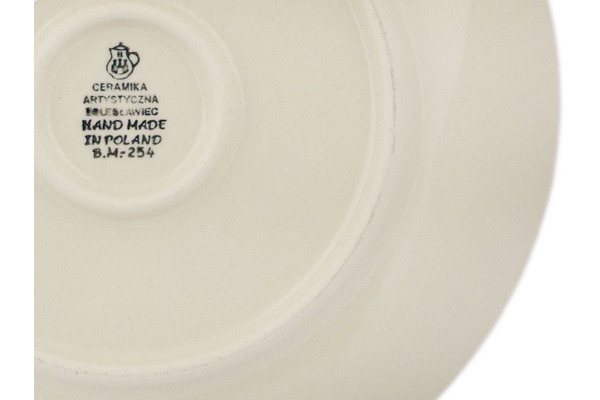 CERAMIKA
ARTYSTYCZNA
BOLESŁAWIEC
HAND MADE
IN POLAND
B.M.-254